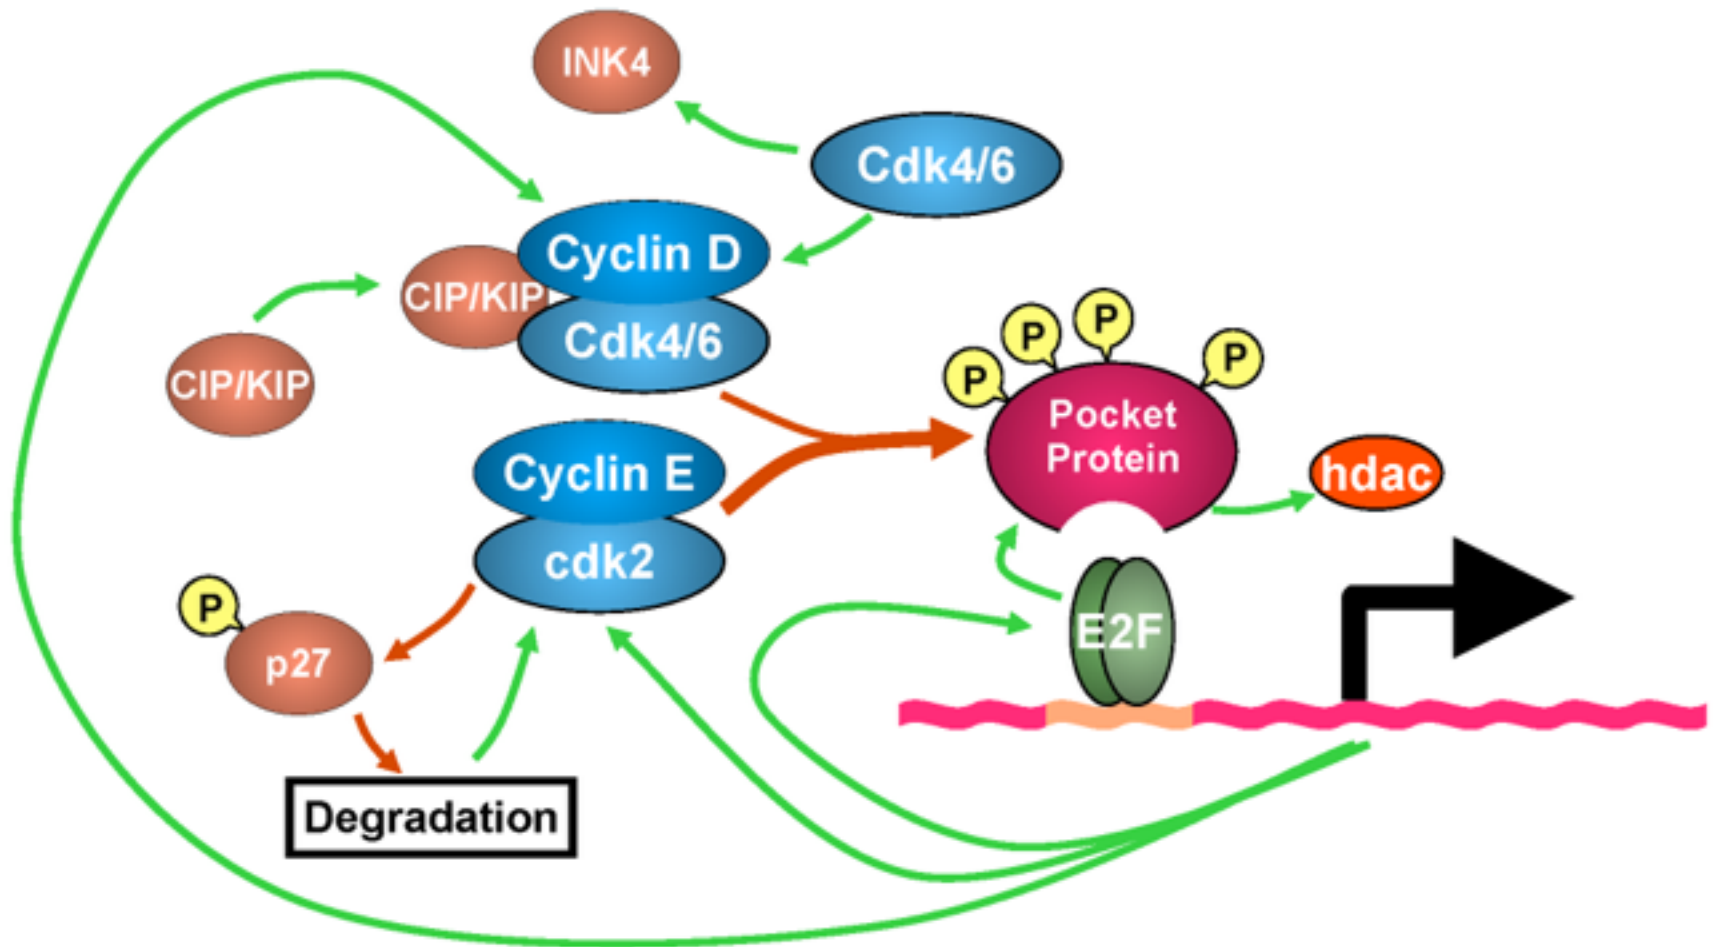 INK4
Cdk4/6
Cyclin D
CIP/KIP
Cdk4/6
CIP/KIP
P
P
P
P
Pocket
Protein
hdac
Cyclin E
cdk2
P
p27
E2F
Degradation